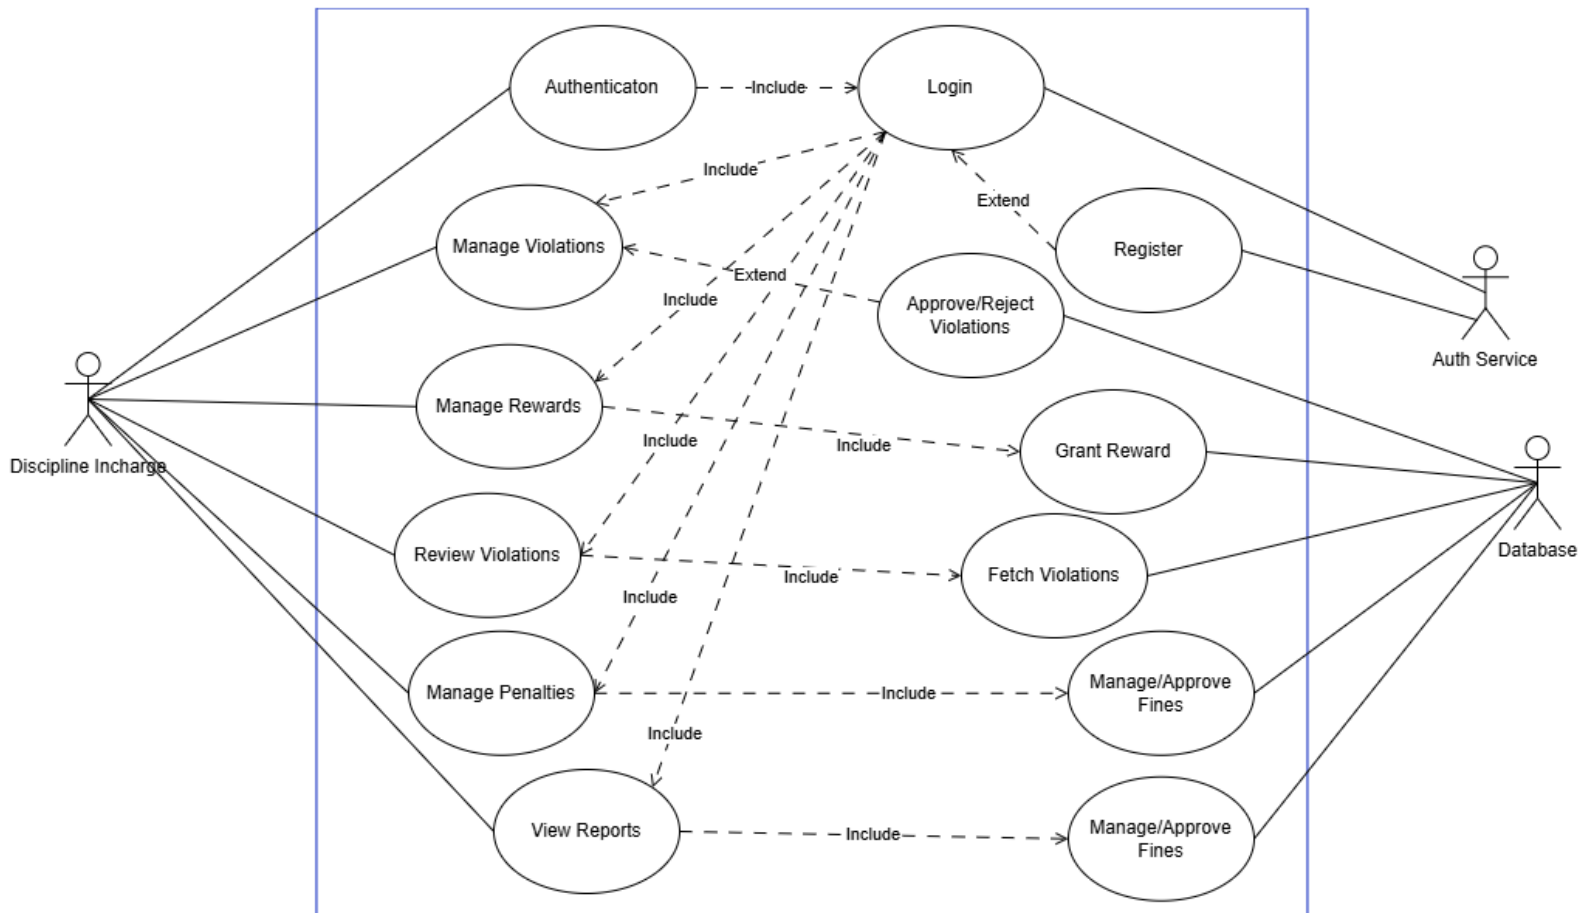 Authenticaton
Include
Login
Include
Extend
Manage Violations
Register
Extend
Include
Approve/Reject
Violations
Auth Service
Manage Rewards
Include
Include
Grant Reward
Discipline Incharge
Review Violations
Include
Fetch Violations
Database
Include
Manage Penalties
Include
Manage/Approve
Fines
Include
View Reports
Include
Manage/Approve
Fines